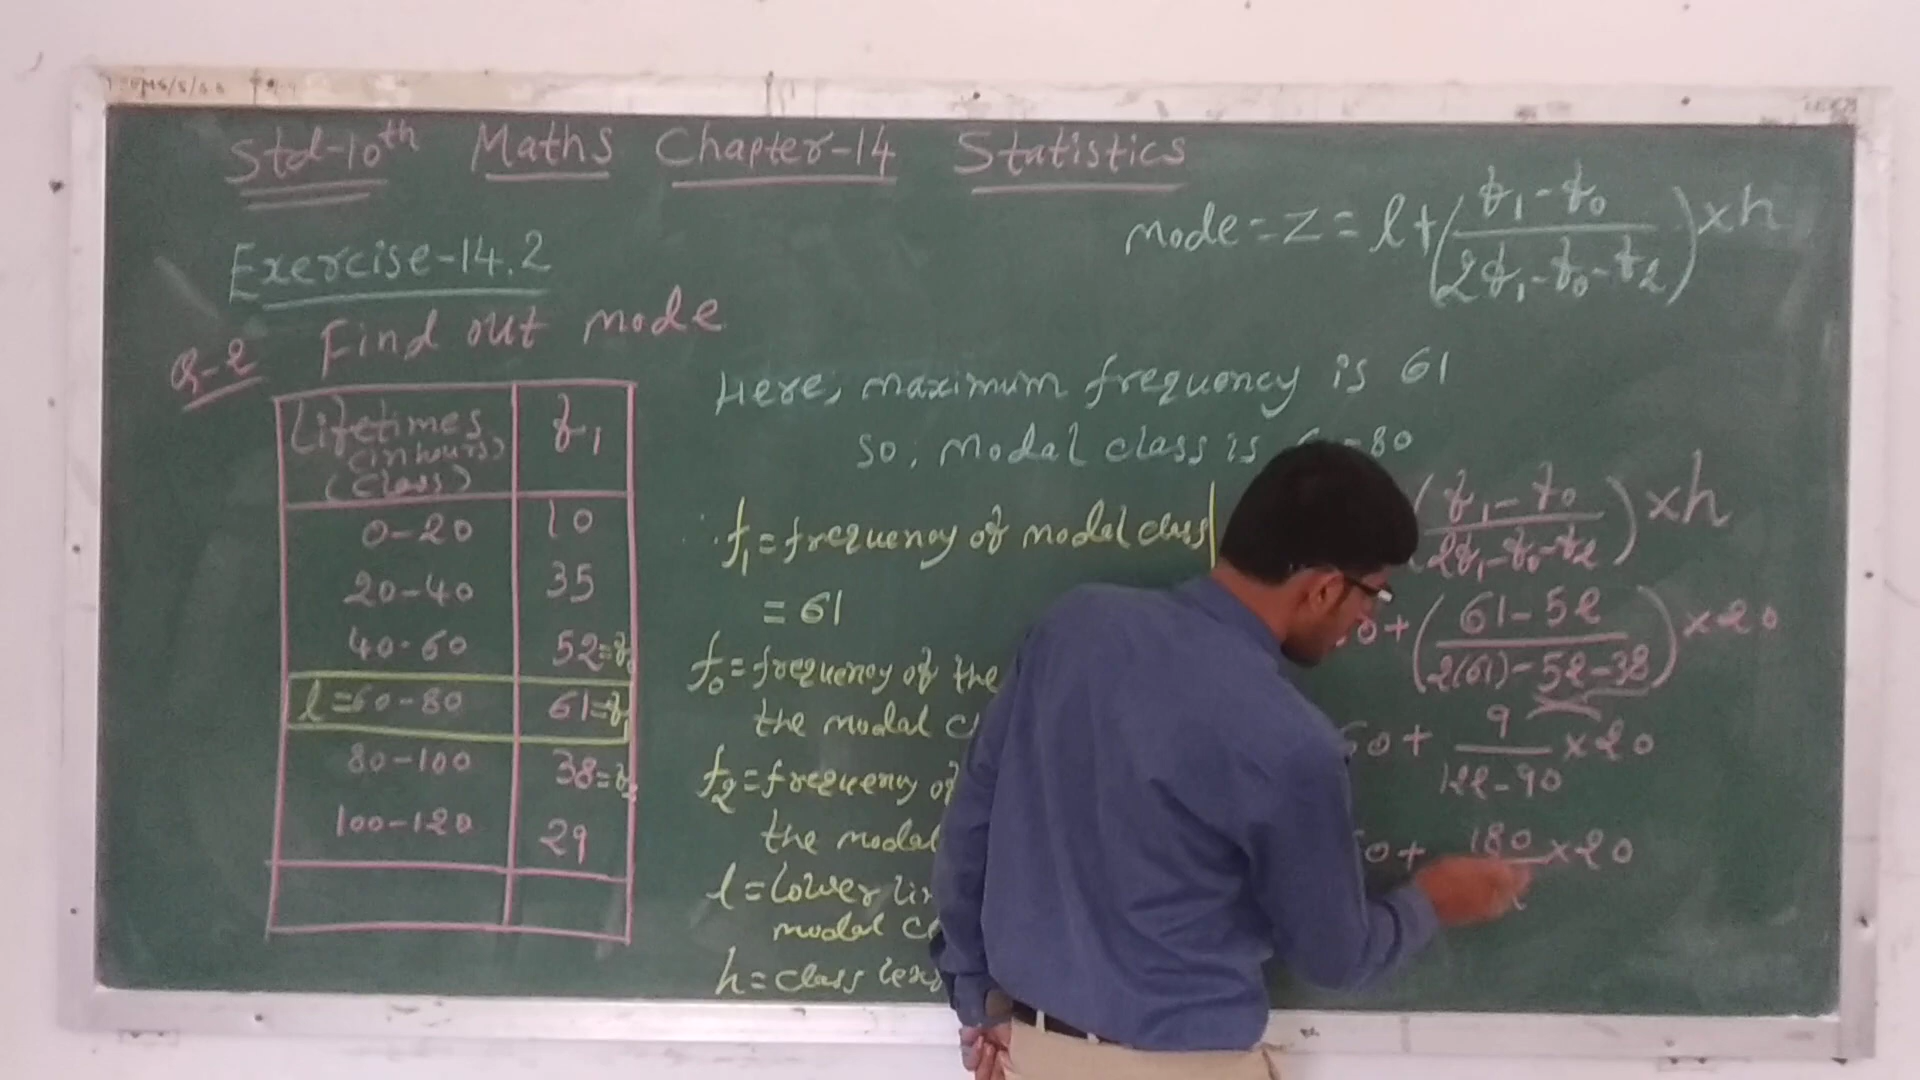 Std-10th Maths Chapter-14 Statistics
mode = Z = l + (f1 - f0 / 2f1 - f0 - f2) x h
Exercise-14.2
Q-2 Find out mode
Lifetimes (in hours) (class) f1
0-20 10
20-40 35
40-60 52=f0
l=60-80 61=f1
80-100 38=f2
100-120 29
Here, maximum frequency is 61
so, Modal class is 80
f1 = frequency of modal class
= 61
f0 = frequency of the
the modal
f2 = frequency of
the modal
l = lower
modal
h = class
(f1 - f0 / 2f1 - f0 - f2) x h
60 + (61 - 52 / 2(61) - 52 - 38) x 20
60 + 9 / 122 - 90 x 20
60 + 180 x 20